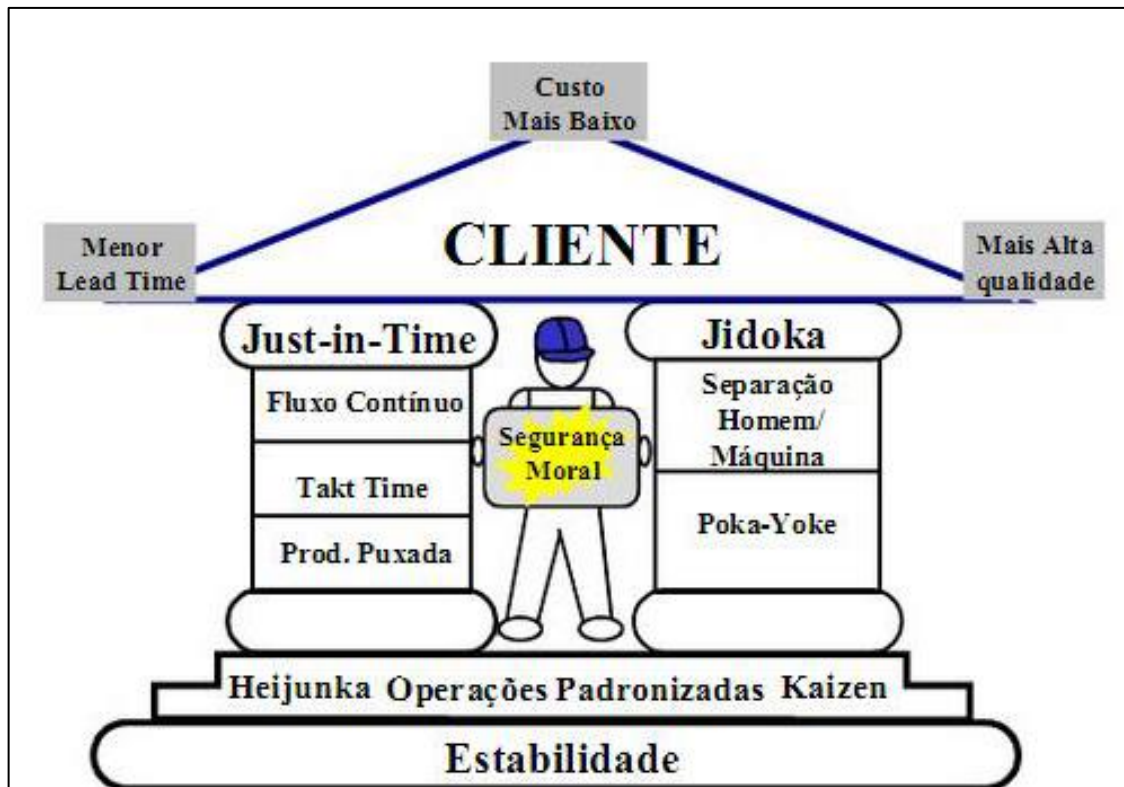 Custo
Mais Baixo
CLIENTE
Menor
Lead Time
Mais Alta
qualidade
Just-in-Time
Fluxo Contínuo
Takt Time
Prod. Puxada
Segurança
Moral
Jidoka
Separação
Homem/
Máquina
Poka-Yoke
Heijunka Operações Padronizadas Kaizen
Estabilidade